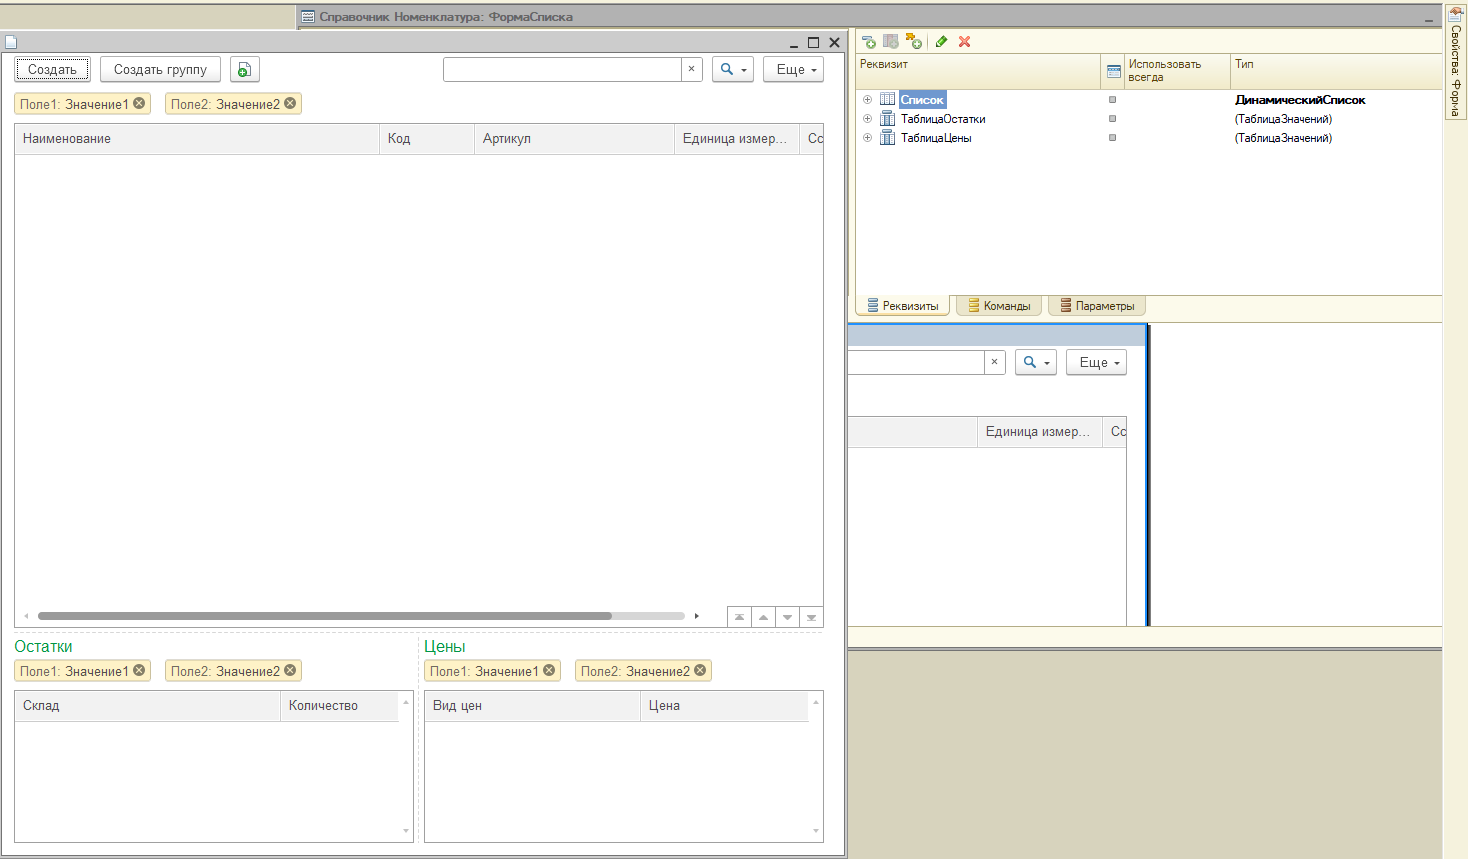 Справочник Номенклатура: ФормаСписка
Создать
Создать группу
Еще
Поле1: Значение1
Поле2: Значение2
Наименование
Код
Артикул
Единица измер...
Сс
Остатки
Поле1: Значение1
Поле2: Значение2
Склад
Количество
Цены
Поле1: Значение1
Поле2: Значение2
Вид цен
Цена
Реквизит
Использовать
всегда
Тип
Список
ДинамическийСписок
ТаблицаОстатки
(ТаблицаЗначений)
ТаблицаЦены
(ТаблицаЗначений)
Реквизиты
Команды
Параметры
Еще
Единица измер...
Сс
Свойства: Форма